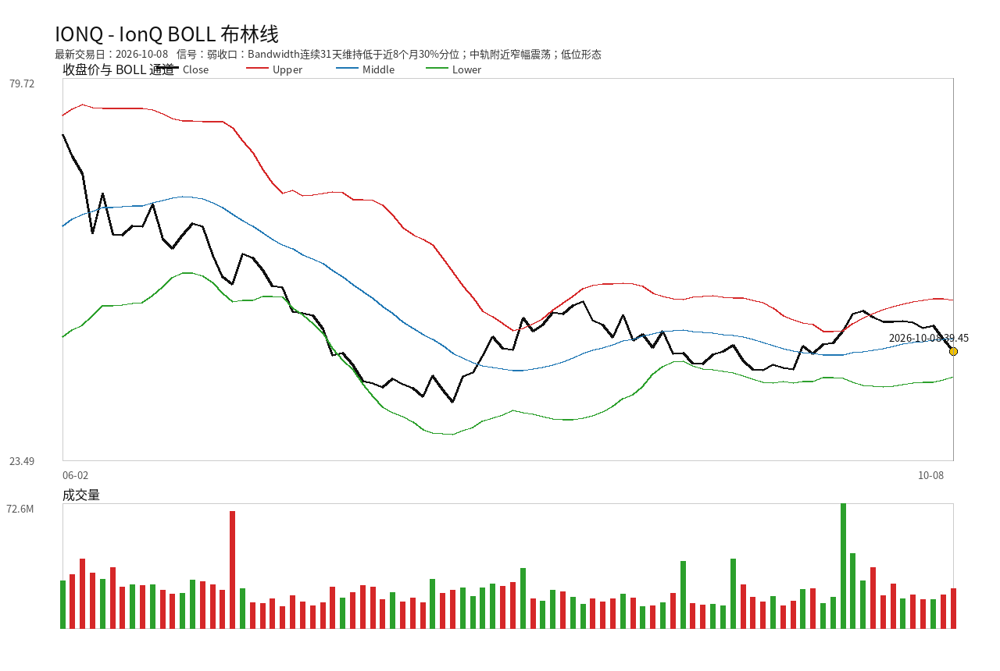 IONQ - IonQ BOLL 布林线
最新交易日：2026-10-08 信号：弱收口：Bandwidth连续31天维持低于近8个月30%分位；中轨附近窄幅震荡；低位形态
收盘价与 BOLL 通道 Close Upper Middle Lower
79.72
2026-10-08 39.45
23.49
06-02 10-08
成交量
72.6M